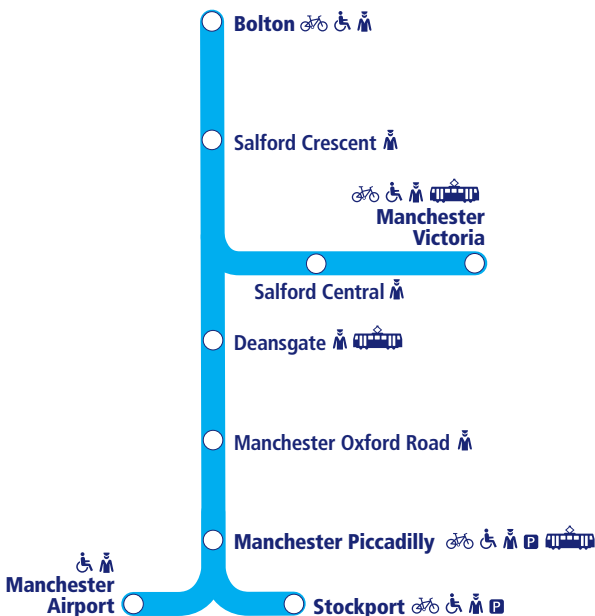 Bolton
Salford Crescent
Manchester
Victoria
Salford Central
Deansgate
Manchester Oxford Road
Manchester Piccadilly P
Manchester
Airport
Stockport P